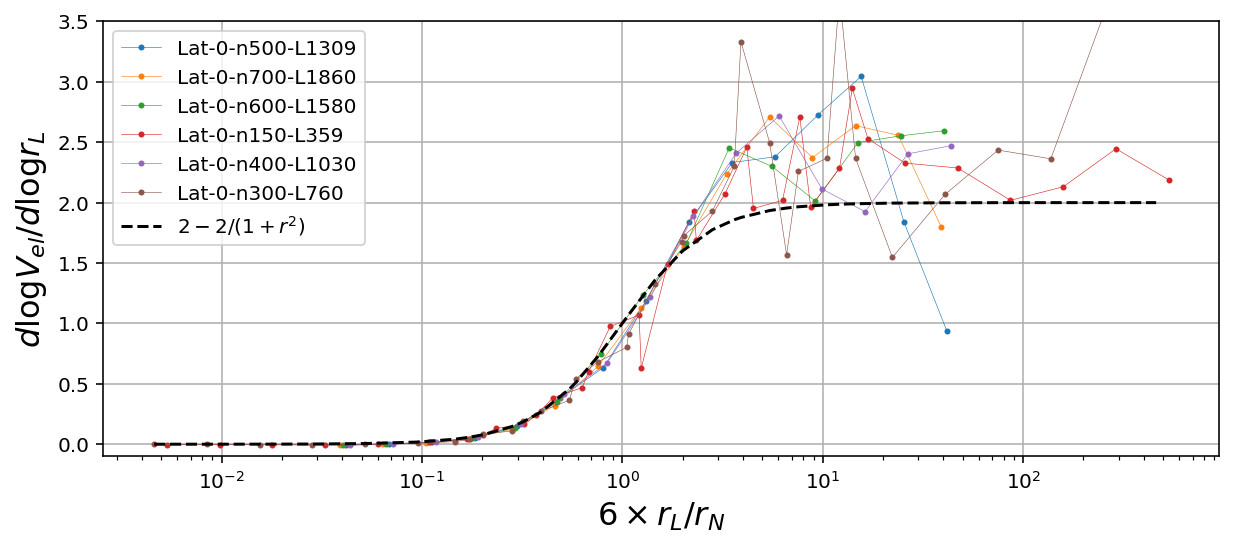 3.5
3.0
2.5
2.0
1.5
1.0
0.5
0.0
dlogV_{el}/dlogr_L
Lat-0-n500-L1309
Lat-0-n700-L1860
Lat-0-n600-L1580
Lat-0-n150-L359
Lat-0-n400-L1030
Lat-0-n300-L760
2 − 2/(1 + r²)
10⁻² 10⁻¹ 10⁰ 10¹ 10²
6 × r_L/r_N